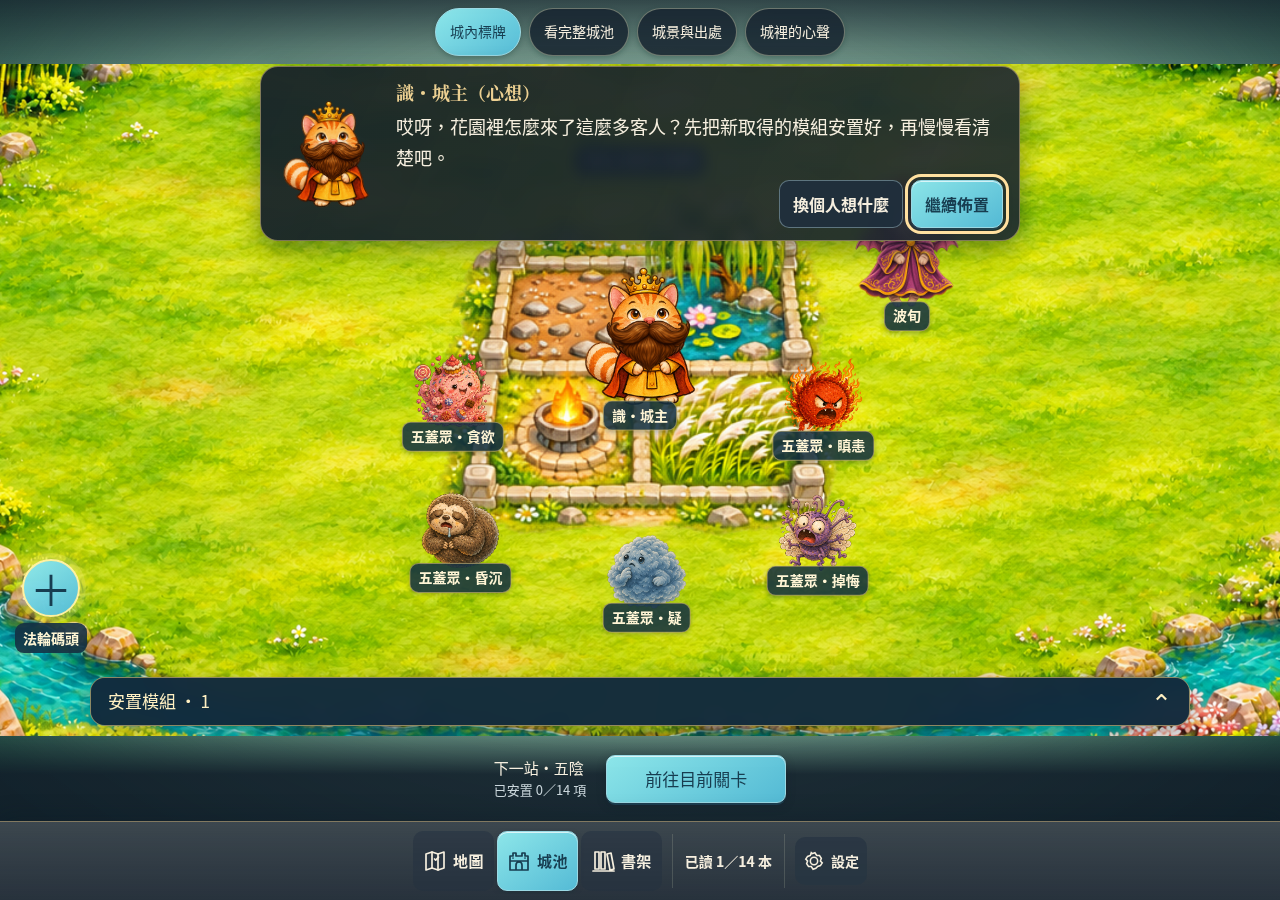 城內標牌
看完整城池
城景與出處
城裡的心聲
識・城主（心想）
哎呀，花園裡怎麼來了這麼多客人？先把新取得的模組安置好，再慢慢看清
楚吧。
換個人想什麼
繼續佈置
波旬
識・城主
五蓋眾・貪欲
五蓋眾・瞋恚
五蓋眾・昏沉
五蓋眾・掉悔
五蓋眾・疑
法輪碼頭
安置模組 ・ 1
下一站・五陰
已安置 0／14 項
前往目前關卡
地圖
城池
書架
已讀 1／14 本
設定